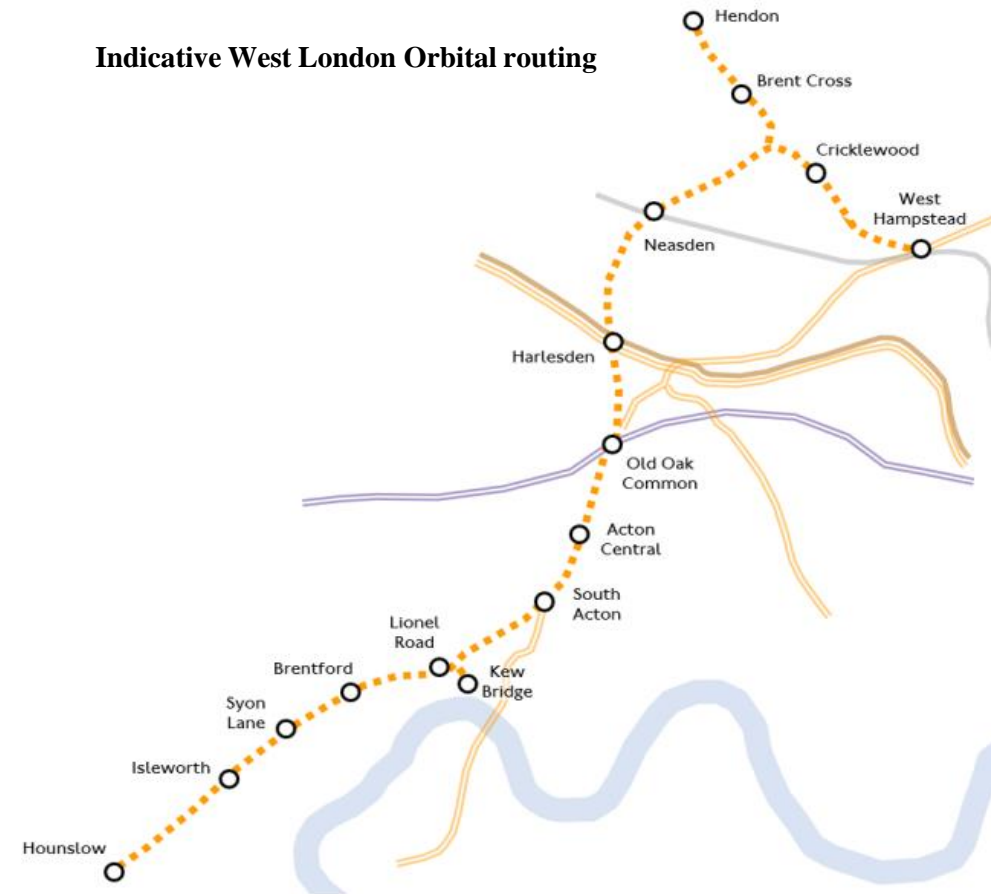 Hendon
Indicative West London Orbital routing
Brent Cross
Cricklewood
West
Hampstead
Neasden
Harlesden
Old Oak
Common
Acton
Central
South
Acton
Lionel
Road
Kew
Bridge
Brentford
Syon
Lane
Isleworth
Hounslow